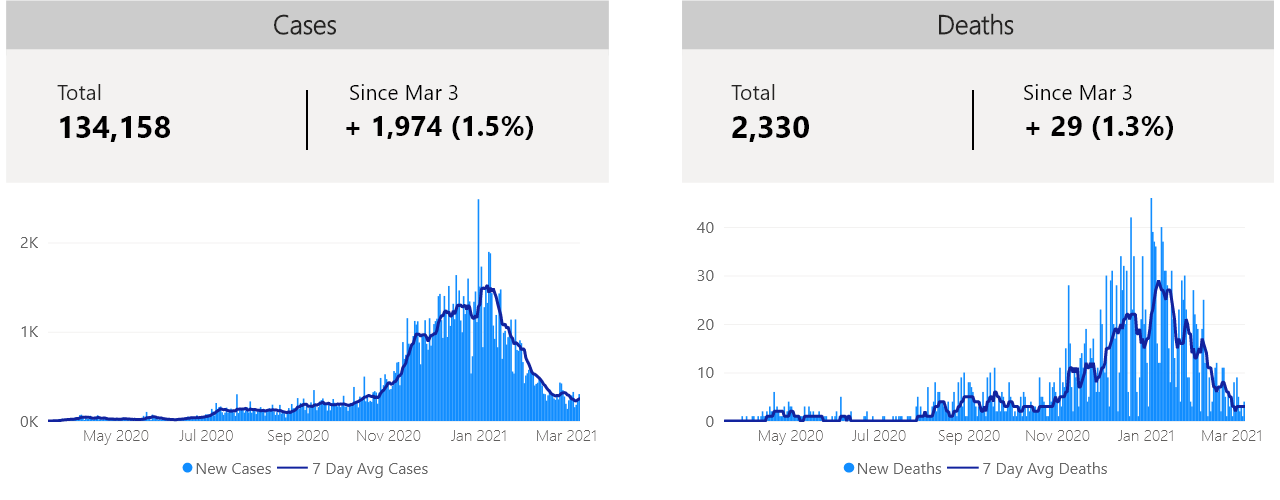 Cases
Total
134,158
Since Mar 3
+ 1,974 (1.5%)
2K
1K
0K
May 2020 Jul 2020 Sep 2020 Nov 2020 Jan 2021 Mar 2021
New Cases 7 Day Avg Cases
Deaths
Total
2,330
Since Mar 3
+ 29 (1.3%)
40
30
20
10
0
May 2020 Jul 2020 Sep 2020 Nov 2020 Jan 2021 Mar 2021
New Deaths 7 Day Avg Deaths